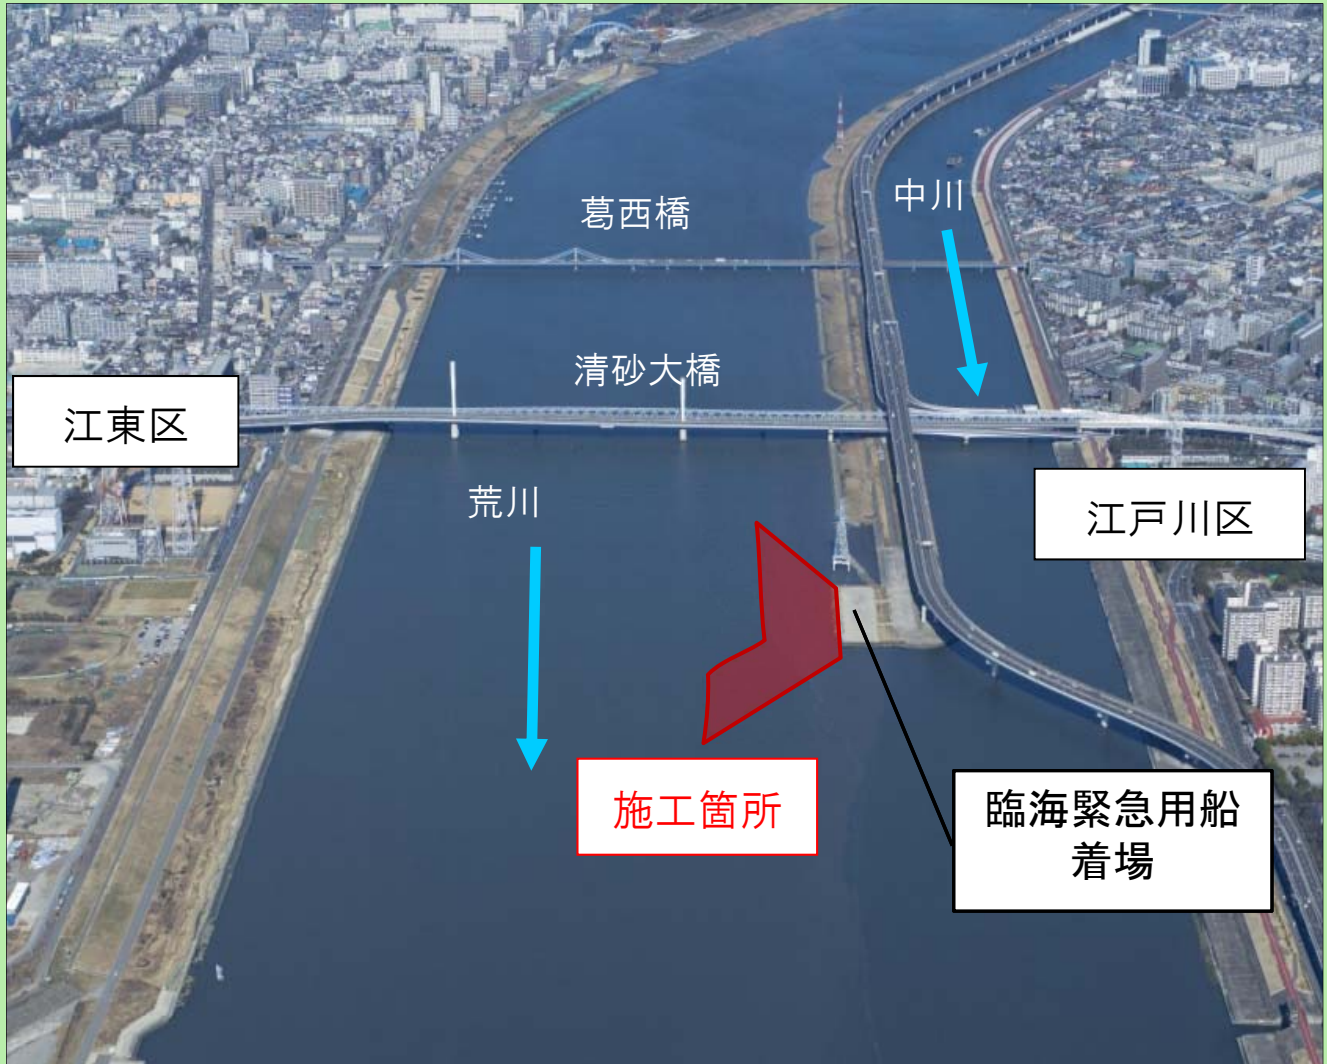 葛西橋
中川
清砂大橋
江東区
荒川
江戸川区
施工箇所
臨海緊急用船
着場